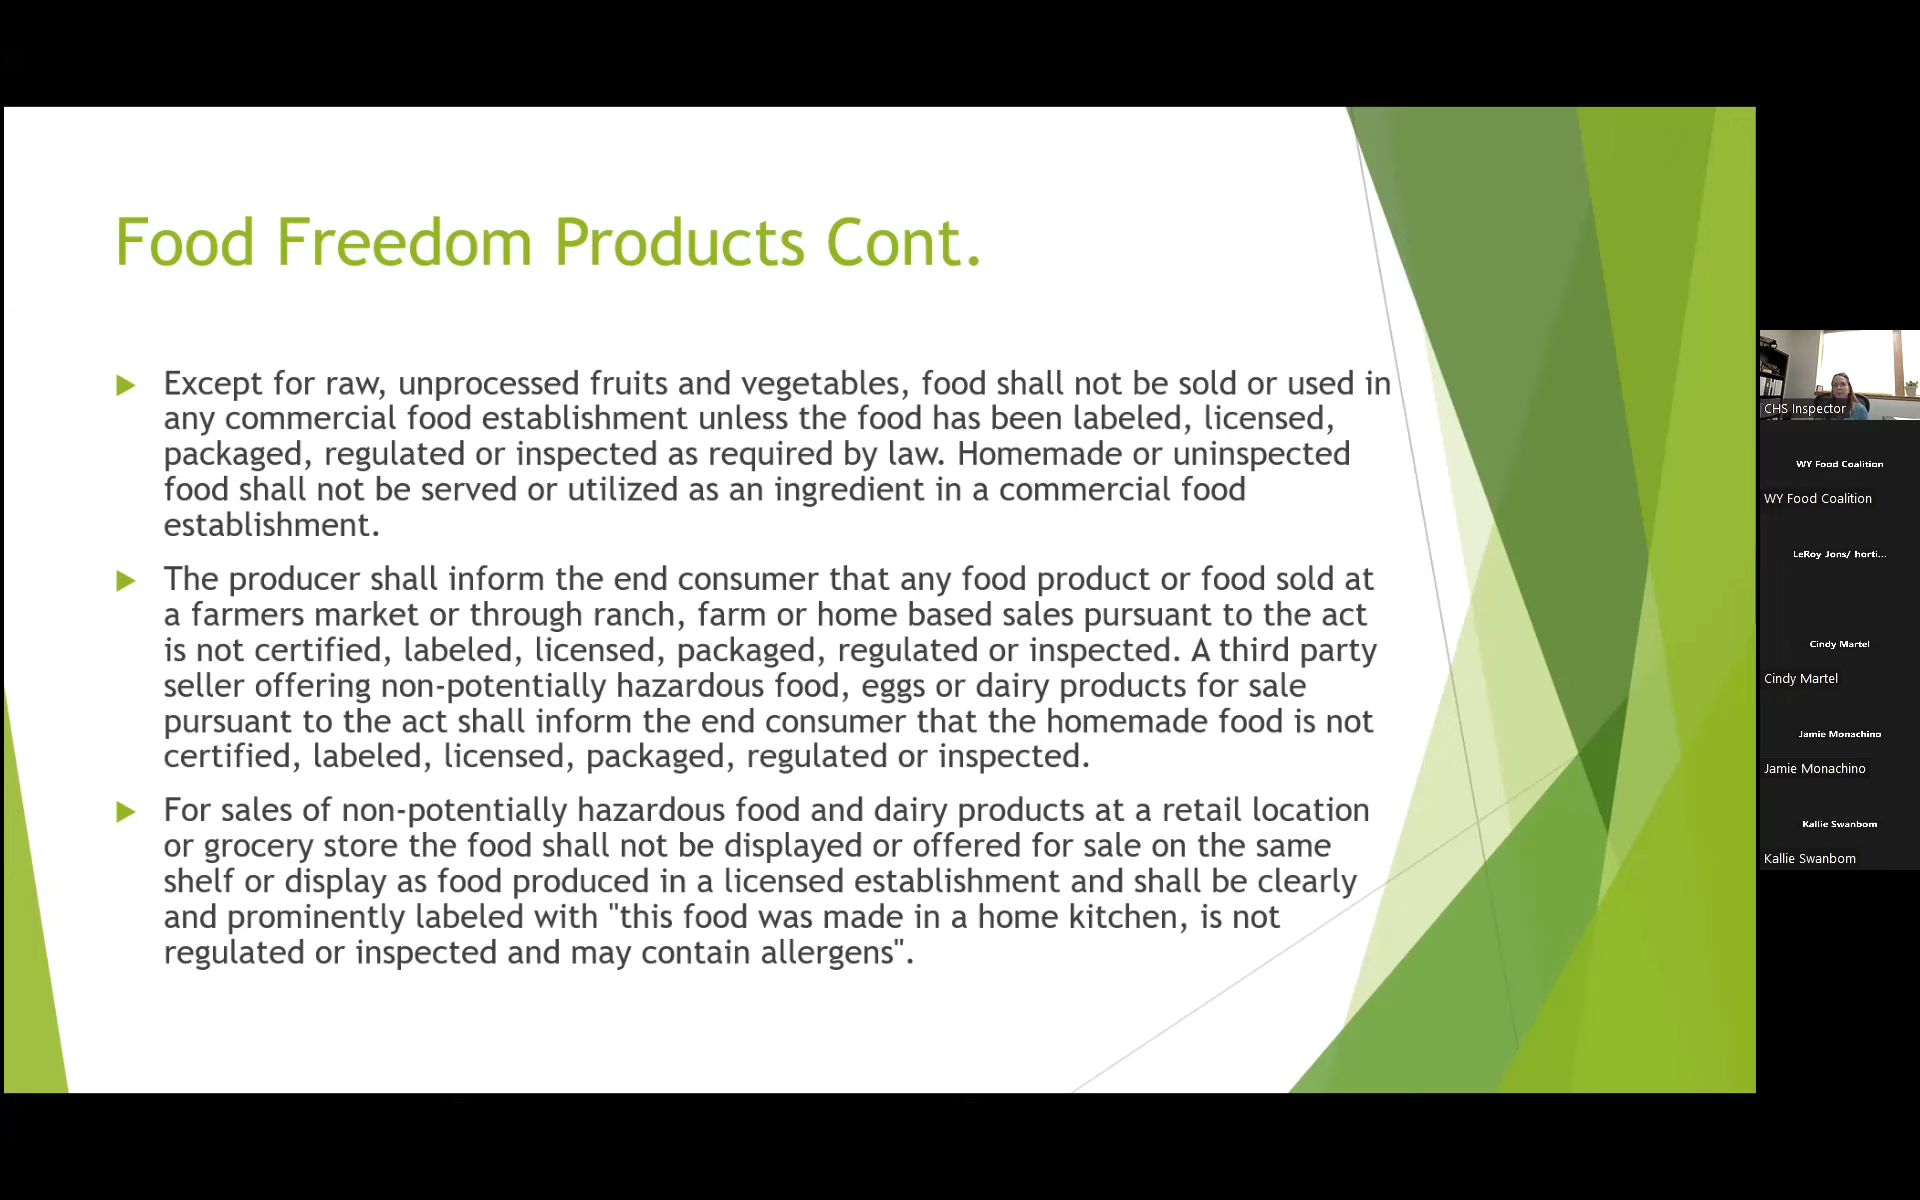 Food Freedom Products Cont.
Except for raw, unprocessed fruits and vegetables, food shall not be sold or used in
any commercial food establishment unless the food has been labeled, licensed,
packaged, regulated or inspected as required by law. Homemade or uninspected
food shall not be served or utilized as an ingredient in a commercial food
establishment.
The producer shall inform the end consumer that any food product or food sold at
a farmers market or through ranch, farm or home based sales pursuant to the act
is not certified, labeled, licensed, packaged, regulated or inspected. A third party
seller offering non-potentially hazardous food, eggs or dairy products for sale
pursuant to the act shall inform the end consumer that the homemade food is not
certified, labeled, licensed, packaged, regulated or inspected.
For sales of non-potentially hazardous food and dairy products at a retail location
or grocery store the food shall not be displayed or offered for sale on the same
shelf or display as food produced in a licensed establishment and shall be clearly
and prominently labeled with "this food was made in a home kitchen, is not
regulated or inspected and may contain allergens".
CHS Inspector
WY Food Coalition
WY Food Coalition
LeRoy Jons/ horti...
Cindy Martel
Cindy Martel
Jamie Monachino
Jamie Monachino
Kallie Swanbom
Kallie Swanbom